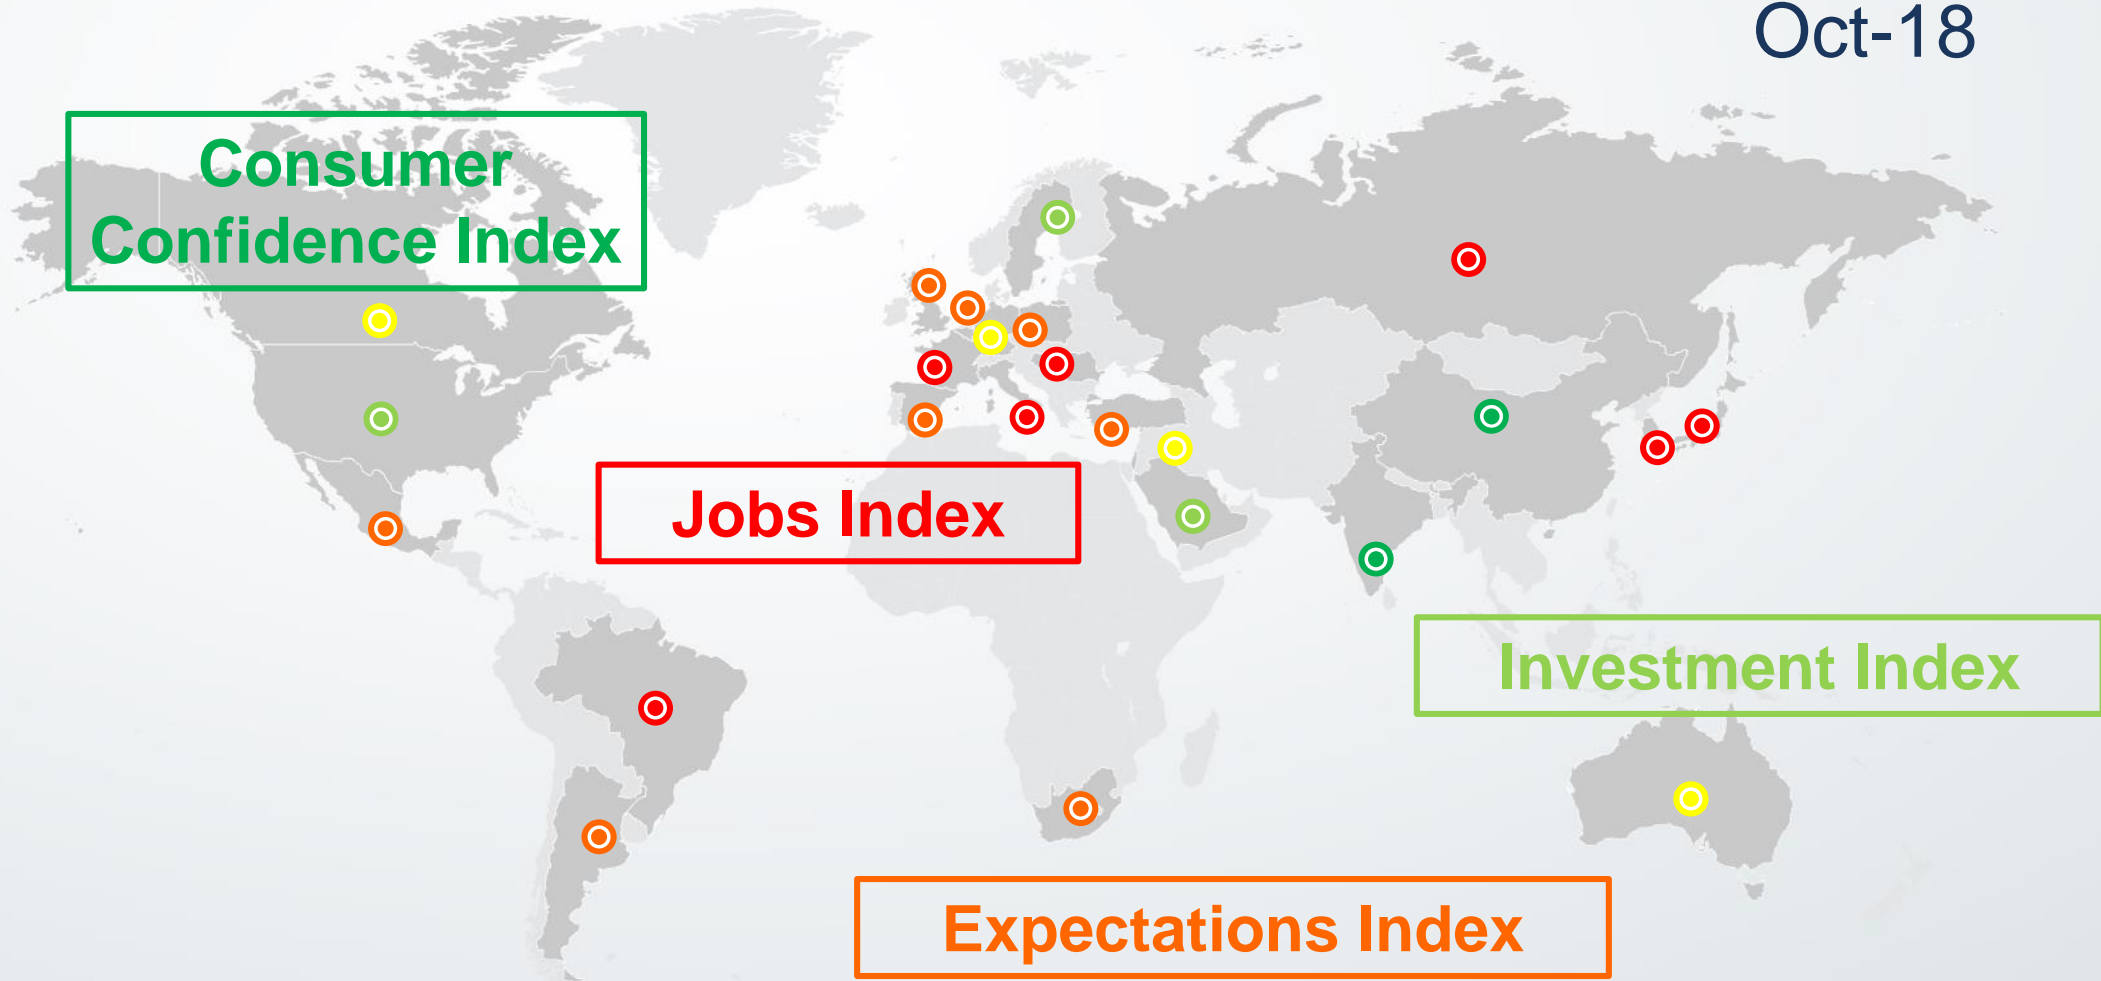 Oct-18
Consumer
Confidence Index
Jobs Index
Investment Index
Expectations Index